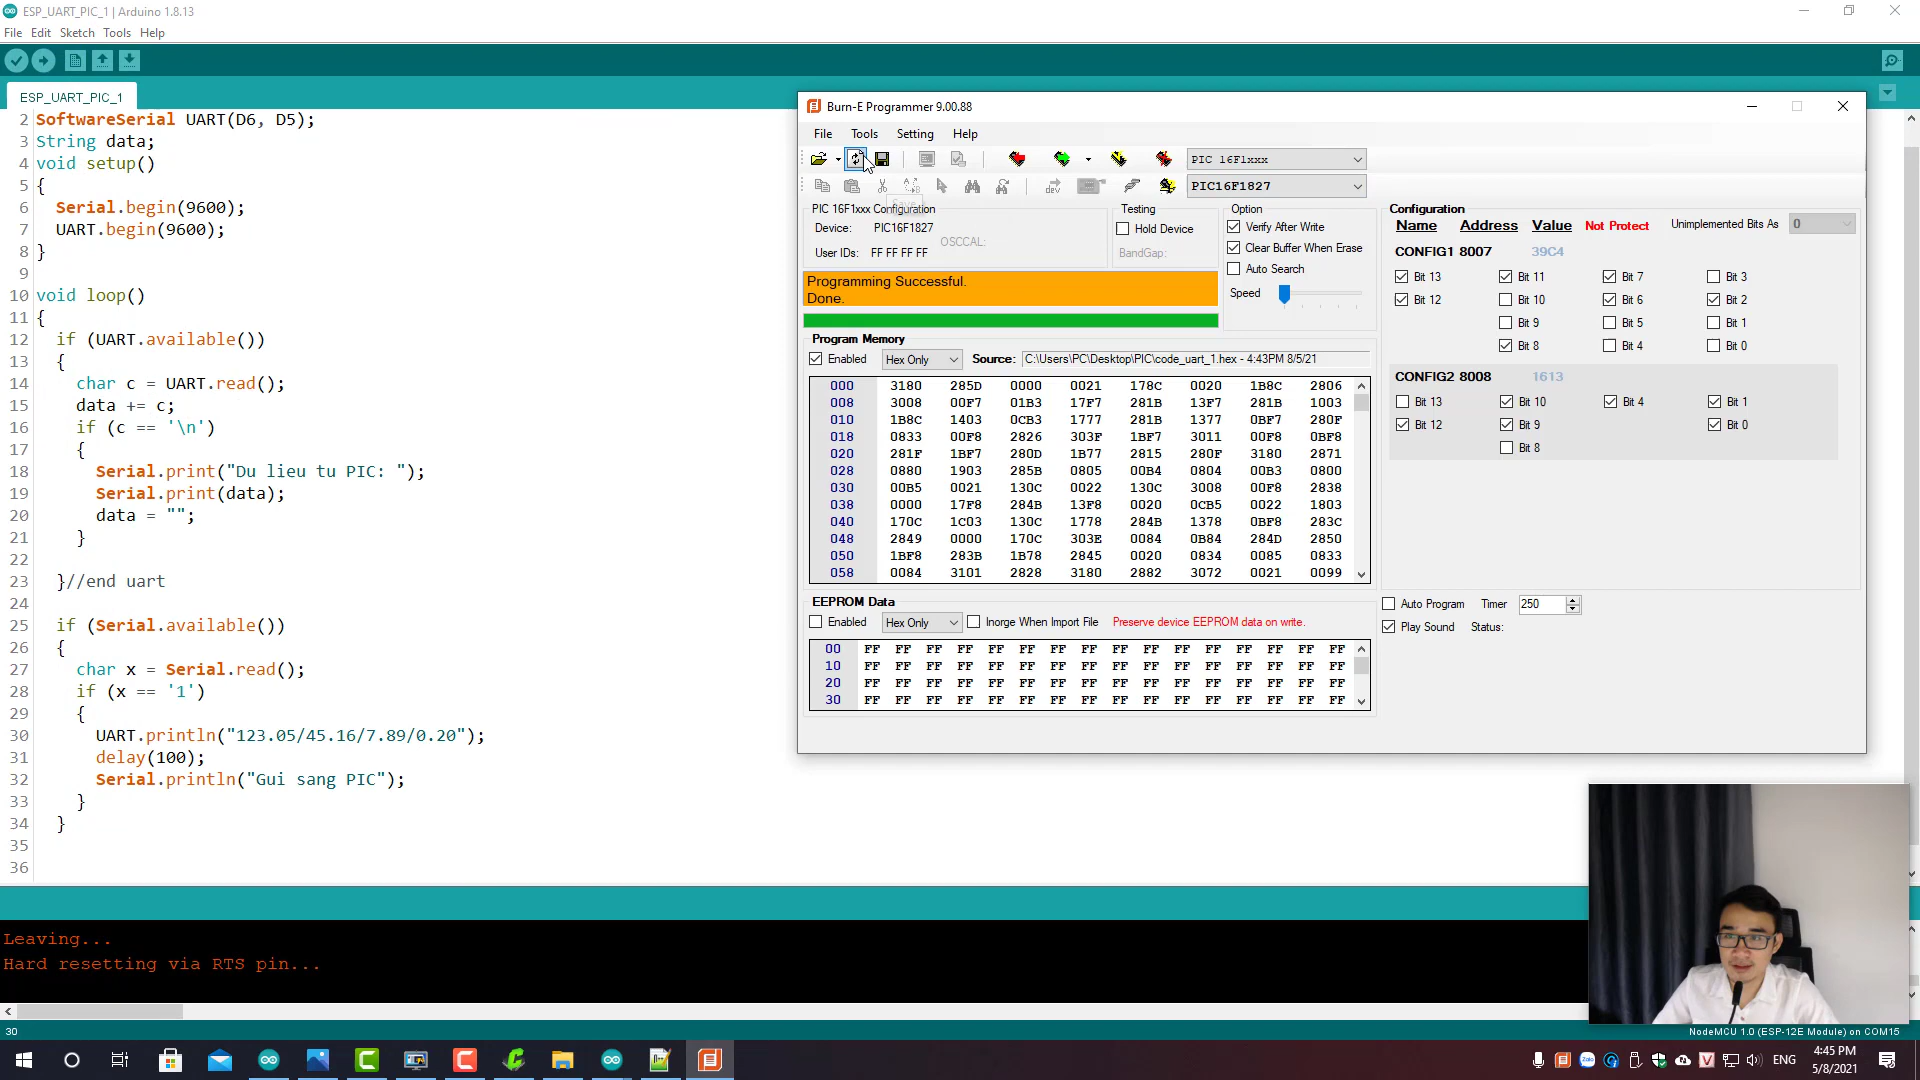 ESP_UART_PIC_1 | Arduino 1.8.13
File Edit Sketch Tools Help
ESP_UART_PIC_1
2 SoftwareSerial UART(D6, D5);
3 String data;
4 void setup()
5 {
6 Serial.begin(9600);
7 UART.begin(9600);
8 }
9
10 void loop()
11 {
12 if (UART.available())
13 {
14 char c = UART.read();
15 data += c;
16 if (c == '\n')
17 {
18 Serial.print("Du lieu tu PIC: ");
19 Serial.print(data);
20 data = "";
21 }
22
23 }//end uart
24
25 if (Serial.available())
26 {
27 char x = Serial.read();
28 if (x == '1')
29 {
30 UART.println("123.05/45.16/7.89/0.20");
31 delay(100);
32 Serial.println("Gui sang PIC");
33 }
34 }
35
36
Leaving...
Hard resetting via RTS pin...
30
NodeMCU 1.0 (ESP-12E Module) on COM15
Burn-E Programmer 9.00.88
File Tools Setting Help
PIC 16F1xxx
PIC16F1827
PIC 16F1xxx Configuration
Device: PIC16F1827
OSCCAL:
User IDs: FF FF FF FF
Testing
Hold Device
BandGap:
Option
Verify After Write
Clear Buffer When Erase
Auto Search
Speed
Programming Successful.
Done.
Program Memory
Enabled Hex Only Source: C:\Users\PC\Desktop\PIC\code_uart_1.hex - 4:43PM 8/5/21
000 3180 285D 0000 0021 178C 0020 1B8C 2806
008 3008 00F7 01B3 17F7 281B 13F7 281B 1003
010 1B8C 1403 0CB3 1777 281B 1377 0BF7 280F
018 0833 00F8 2826 303F 1BF7 3011 00F8 0BF8
020 281F 1BF7 280D 1B77 2815 280F 3180 2871
028 0880 1903 285B 0805 00B4 0804 00B3 0800
030 00B5 0021 130C 0022 130C 3008 00F8 2838
038 0000 17F8 284B 13F8 0020 0CB5 0022 1803
040 170C 1C03 130C 1778 284B 1378 0BF8 283C
048 2849 0000 170C 303E 0084 0B84 284D 2850
050 1BF8 283B 1B78 2845 0020 0834 0085 0833
058 0084 3101 2828 3180 2882 3072 0021 0099
EEPROM Data
Enabled Hex Only Inorge When Import File Preserve device EEPROM data on write.
00 FF FF FF FF FF FF FF FF FF FF FF FF FF FF FF FF
10 FF FF FF FF FF FF FF FF FF FF FF FF FF FF FF FF
20 FF FF FF FF FF FF FF FF FF FF FF FF FF FF FF FF
30 FF FF FF FF FF FF FF FF FF FF FF FF FF FF FF FF
Configuration
Name Address Value Not Protect Unimplemented Bits As 0
CONFIG1 8007 39C4
Bit 13 Bit 11 Bit 7 Bit 3
Bit 12 Bit 10 Bit 6 Bit 2
Bit 9 Bit 5 Bit 1
Bit 8 Bit 4 Bit 0
CONFIG2 8008 1613
Bit 13 Bit 10 Bit 4 Bit 1
Bit 12 Bit 9 Bit 0
Bit 8
Auto Program Timer 250
Play Sound Status:
ENG
4:45 PM
5/8/2021